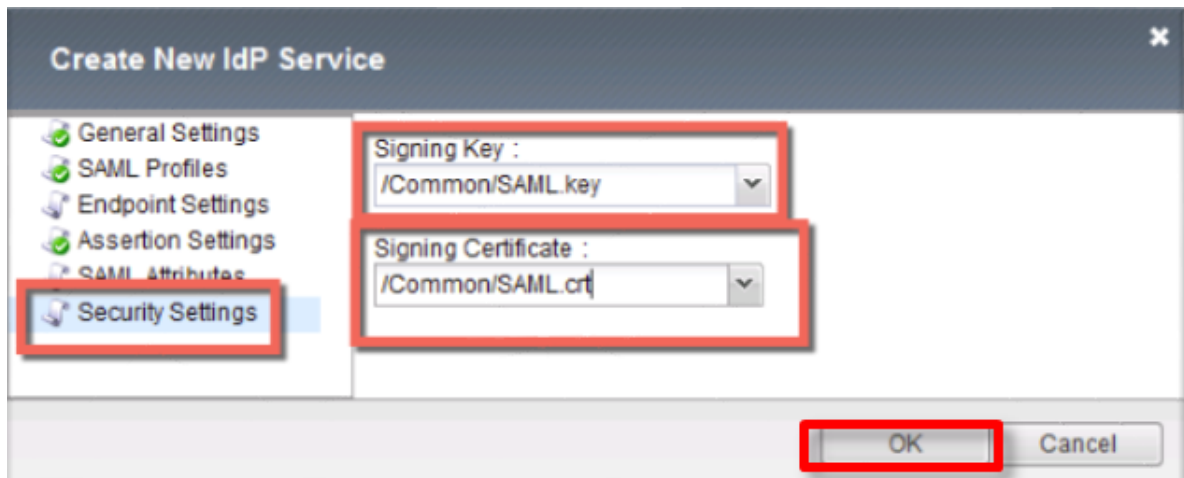 Create New IdP Service
General Settings
SAML Profiles
Endpoint Settings
Assertion Settings
SAML Attributes
Security Settings
Signing Key :
/Common/SAML.key
Signing Certificate :
/Common/SAML.crt
OK
Cancel